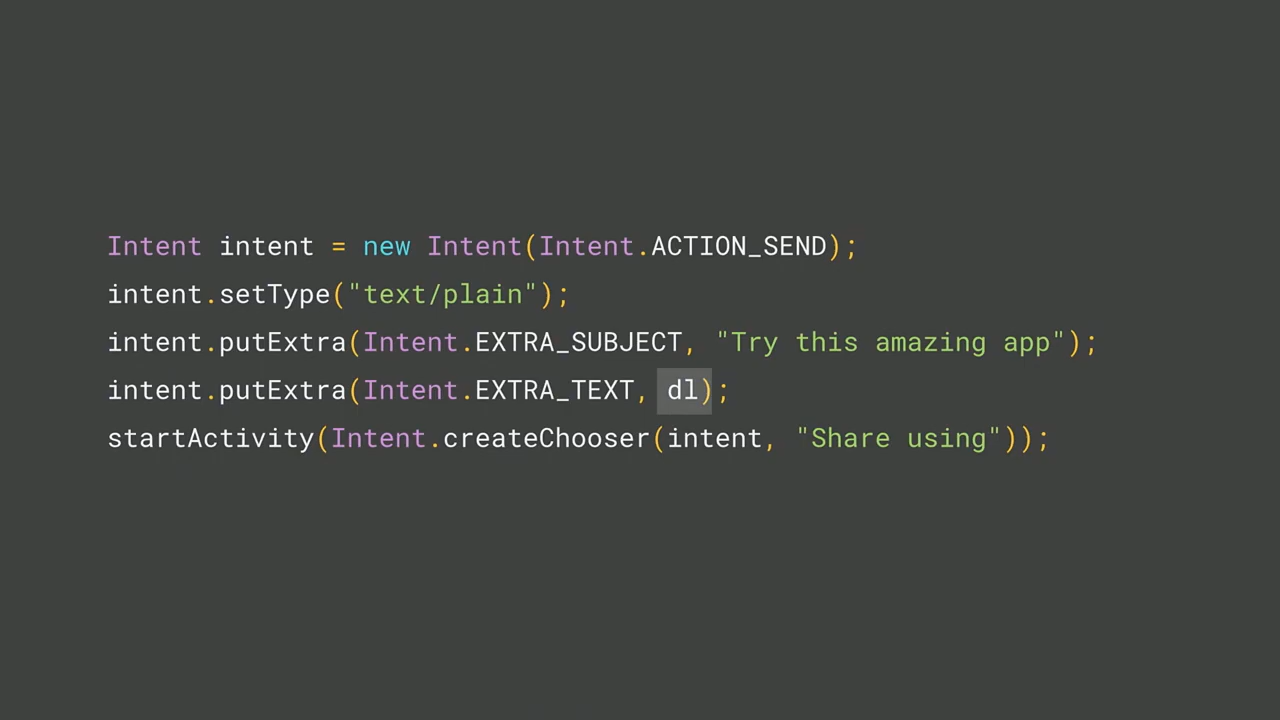 Intent intent = new Intent(Intent.ACTION_SEND);
intent.setType("text/plain");
intent.putExtra(Intent.EXTRA_SUBJECT, "Try this amazing app");
intent.putExtra(Intent.EXTRA_TEXT, dl);
startActivity(Intent.createChooser(intent, "Share using"));